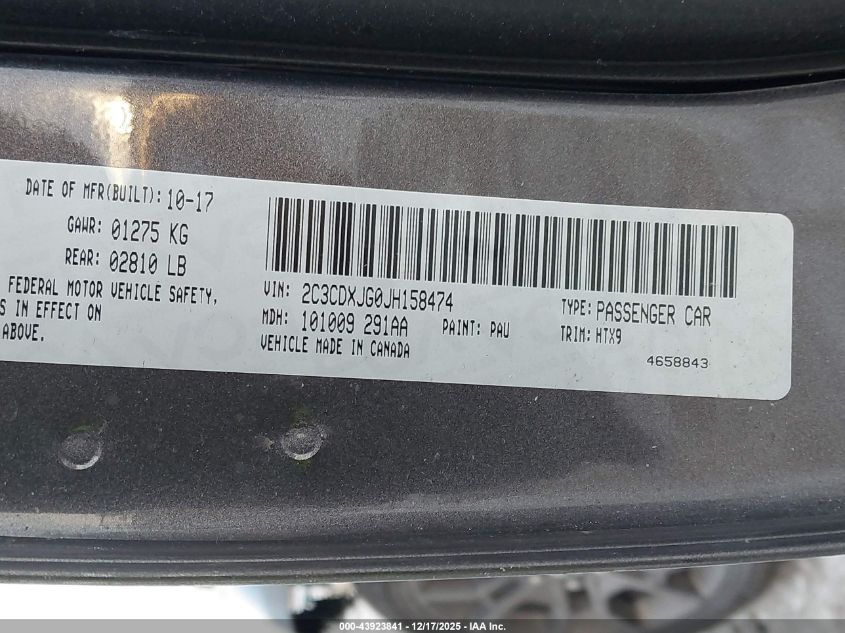 DATE OF MFR(BUILT): 10-17
GAWR: 01275 KG
REAR: 02810 LB
FEDERAL MOTOR VEHICLE SAFETY,
S IN EFFECT ON
ABOVE.
VIN: 2C3CDXJG0JH158474
TYPE: PASSENGER CAR
MDH: 101009 291AA
PAINT: PAU
TRIM: HTX9
VEHICLE MADE IN CANADA
4658843
000-43923841 - 12/17/2025 - IAA Inc.